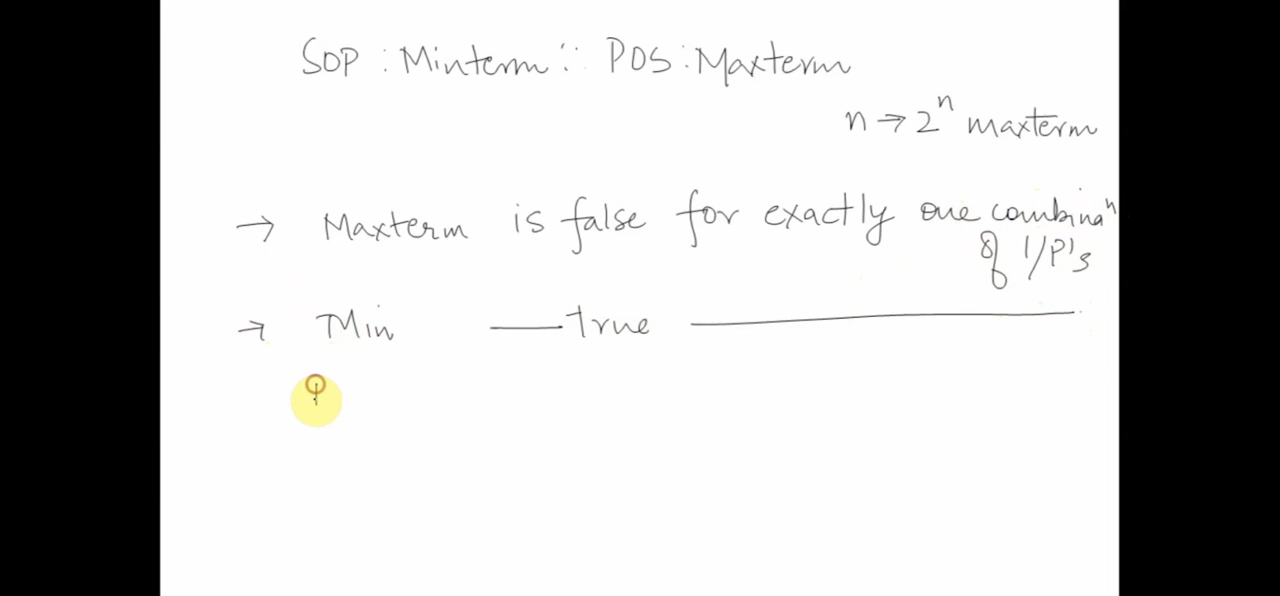 SOP : Minterm :: POS : Maxterm
n → 2ⁿ maxterm
→ Maxterm is false for exactly one combinaⁿ
of I/P's
→ Min —— true ————